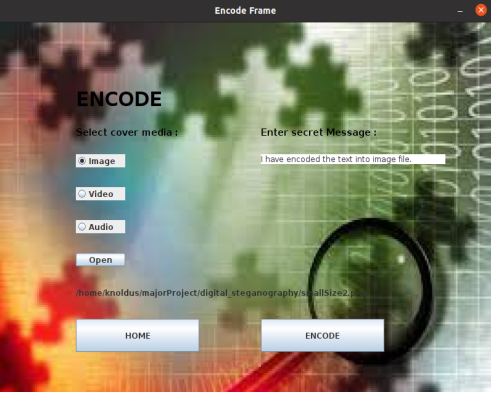 Encode Frame
ENCODE
Select cover media :
Enter secret Message :
Image
I have encoded the text into image file.
Video
Audio
Open
/home/knoldus/majorProject/digital_steganography/smallSize2.p
HOME
ENCODE